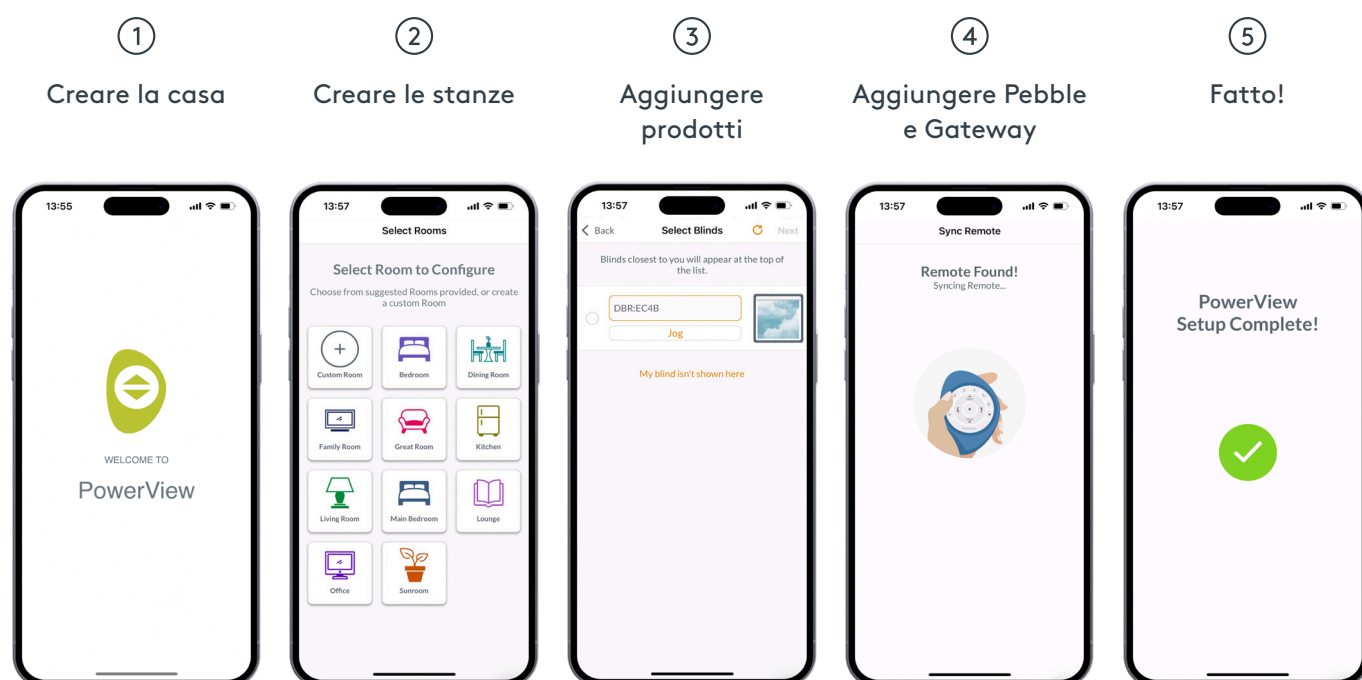 1
Creare la casa
13:55
WELCOME TO
PowerView
2
Creare le stanze
13:57
Select Rooms
Select Room to Configure
Choose from suggested Rooms provided, or create
a custom Room
Custom Room
Bedroom
Dining Room
Family Room
Great Room
Kitchen
Living Room
Main Bedroom
Lounge
Office
Sunroom
3
Aggiungere
prodotti
13:57
Back
Select Blinds
Next
Blinds closest to you will appear at the top of
the list.
DBR:EC4B
Jog
My blind isn't shown here
4
Aggiungere Pebble
e Gateway
13:57
Sync Remote
Remote Found!
Syncing Remote...
5
Fatto!
13:57
PowerView
Setup Complete!